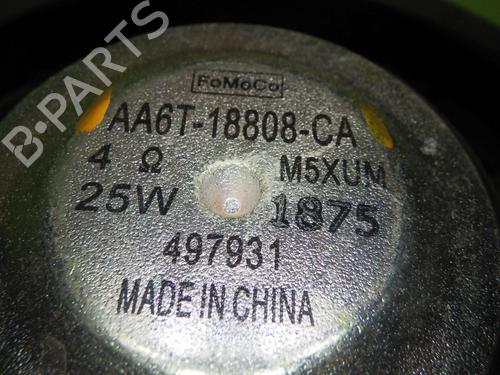 FoMoCo
AA6T-18808-CA
4 Ω M5XUM
25W 1875
497931
MADE IN CHINA
B-PARTS